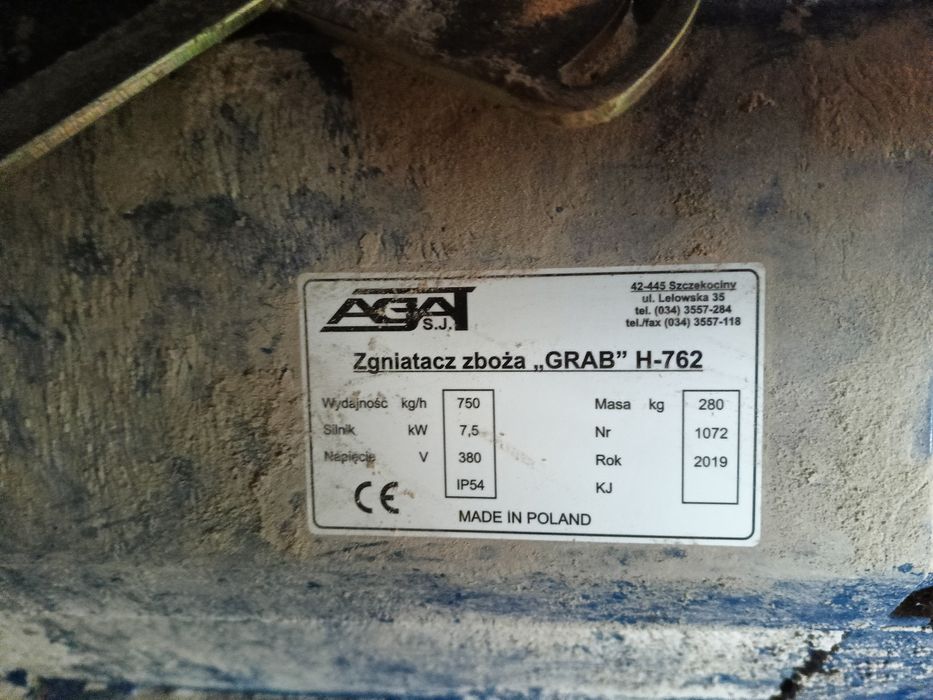 AGAT
S.J.
42-445 Szczekociny
ul. Lelowska 35
tel. (034) 3557-284
tel./fax (034) 3557-118
Zgniatacz zboża „GRAB” H-762
Wydajność kg/h 750
Silnik kW 7,5
Napięcie V 380
IP54
Masa kg 280
Nr 1072
Rok 2019
KJ
CE
MADE IN POLAND